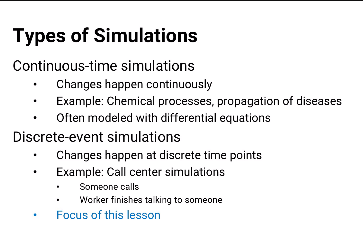 Types of Simulations
Continuous-time simulations
• Changes happen continuously
• Example: Chemical processes, propagation of diseases
• Often modeled with differential equations
Discrete-event simulations
• Changes happen at discrete time points
• Example: Call center simulations
• Someone calls
• Worker finishes talking to someone
• Focus of this lesson